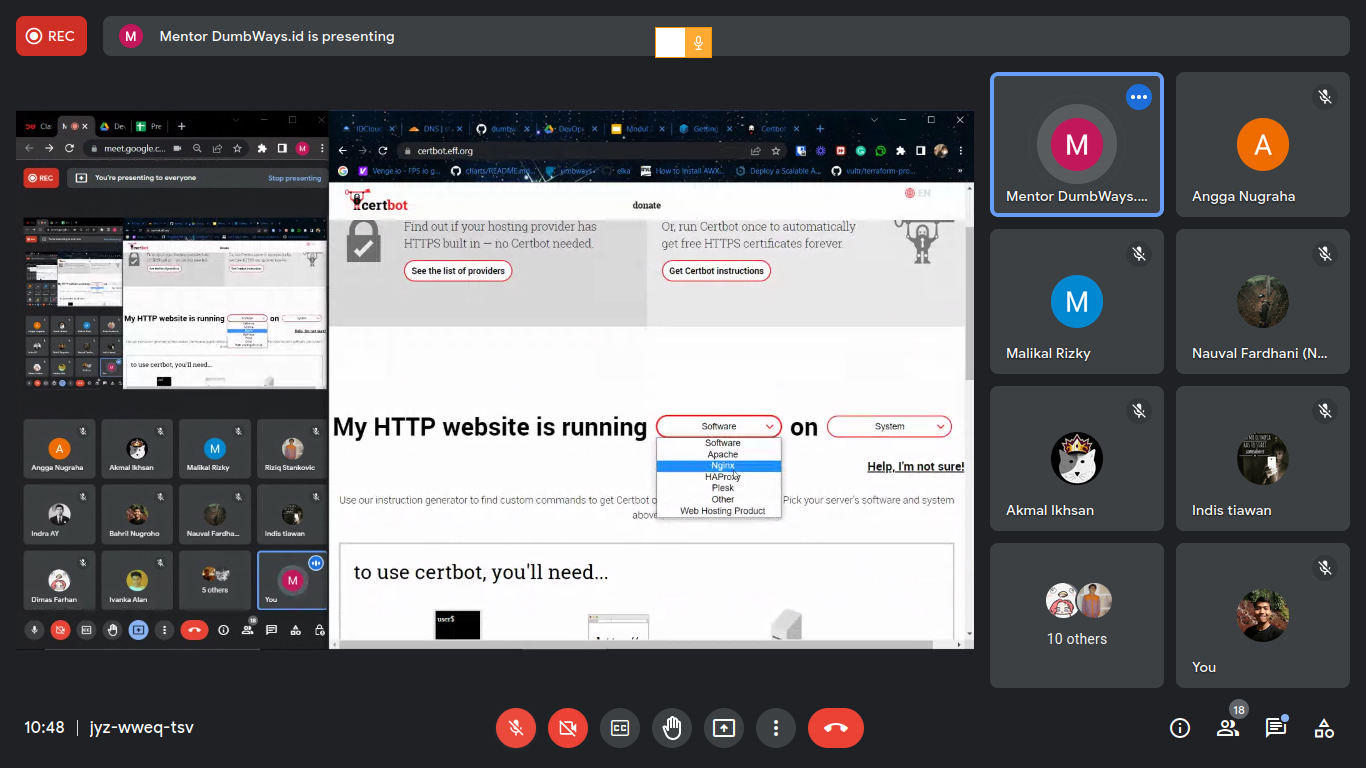 REC
M
Mentor DumbWays.id is presenting
meet.google.c...
REC
You're presenting to everyone
Stop presenting
My HTTP website is running
on
to use certbot, you'll need...
A
Angga Nugraha
Akmal Ikhsan
M
Malikal Rizky
Riziq Stankovic
Indra AY
Bahril Nugroho
Nauval Fardha...
Indis tiawan
Dimas Farhan
Ivanka Alan
5 others
M
You
18
IDCloud
DNS |
dumbw
DevOp
Modul
Getting
Certbot
certbot.eff.org
Venge.io - FPS io g...
charts/README.md...
umbways
elka
How to Install AWX...
Deploy a Scalable A...
vultr/terraform-pro...
certbot
donate
EN
Find out if your hosting provider has
HTTPS built in — no Certbot needed.
See the list of providers
Or, run Certbot once to automatically
get free HTTPS certificates forever.
Get Certbot instructions
My HTTP website is running
Software
on
System
Software
Apache
Nginx
HAProxy
Plesk
Other
Web Hosting Product
Help, I'm not sure!
Use our instruction generator to find custom commands to get Certbot o
Pick your server's software and system
above
to use certbot, you'll need...
user$
M
Mentor DumbWays....
A
Angga Nugraha
M
Malikal Rizky
Nauval Fardhani (N...
Akmal Ikhsan
Indis tiawan
10 others
You
10:48 | jyz-wweq-tsv
18